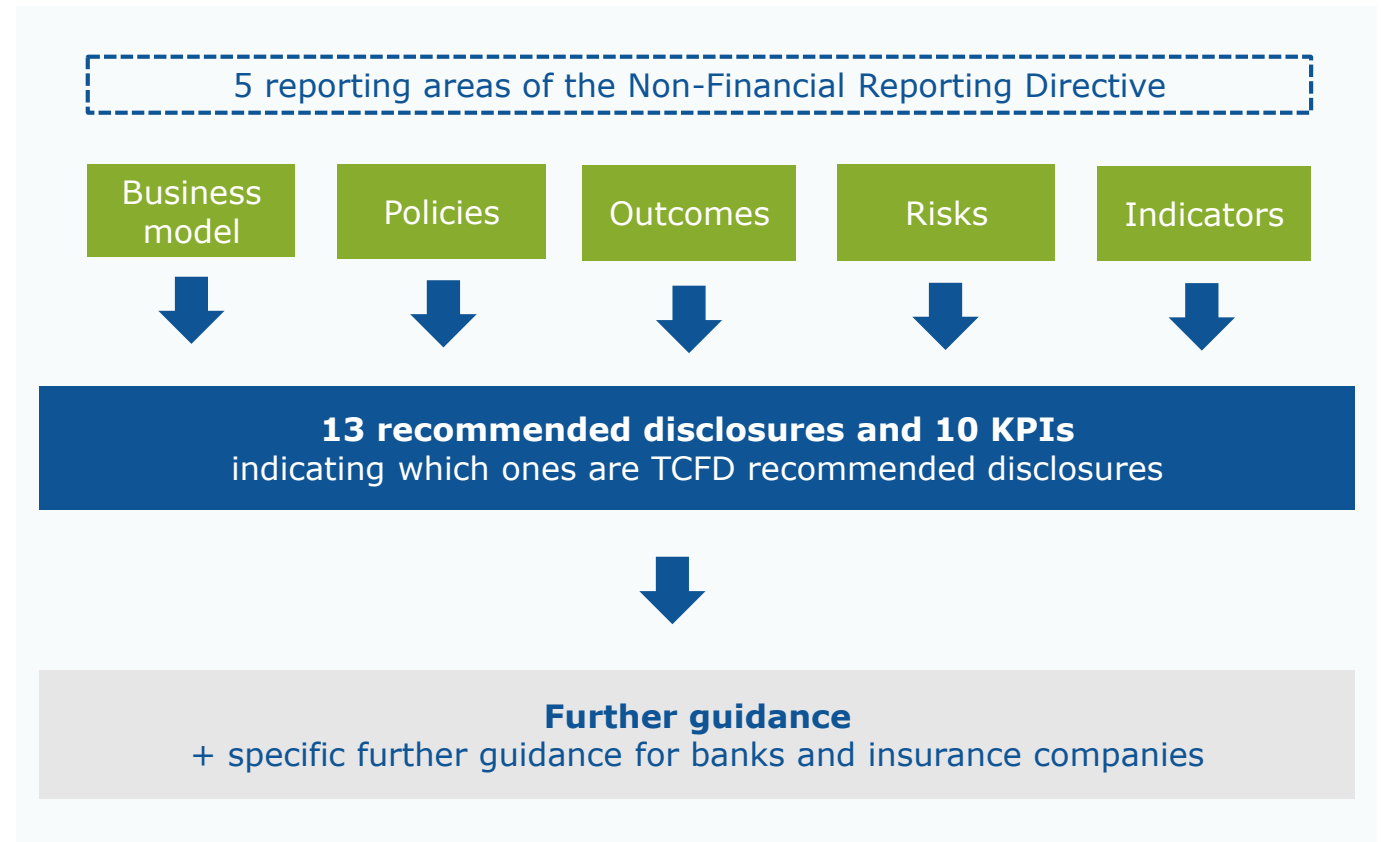 5 reporting areas of the Non-Financial Reporting Directive
Business
model
Policies
Outcomes
Risks
Indicators
13 recommended disclosures and 10 KPIs
indicating which ones are TCFD recommended disclosures
Further guidance
+ specific further guidance for banks and insurance companies